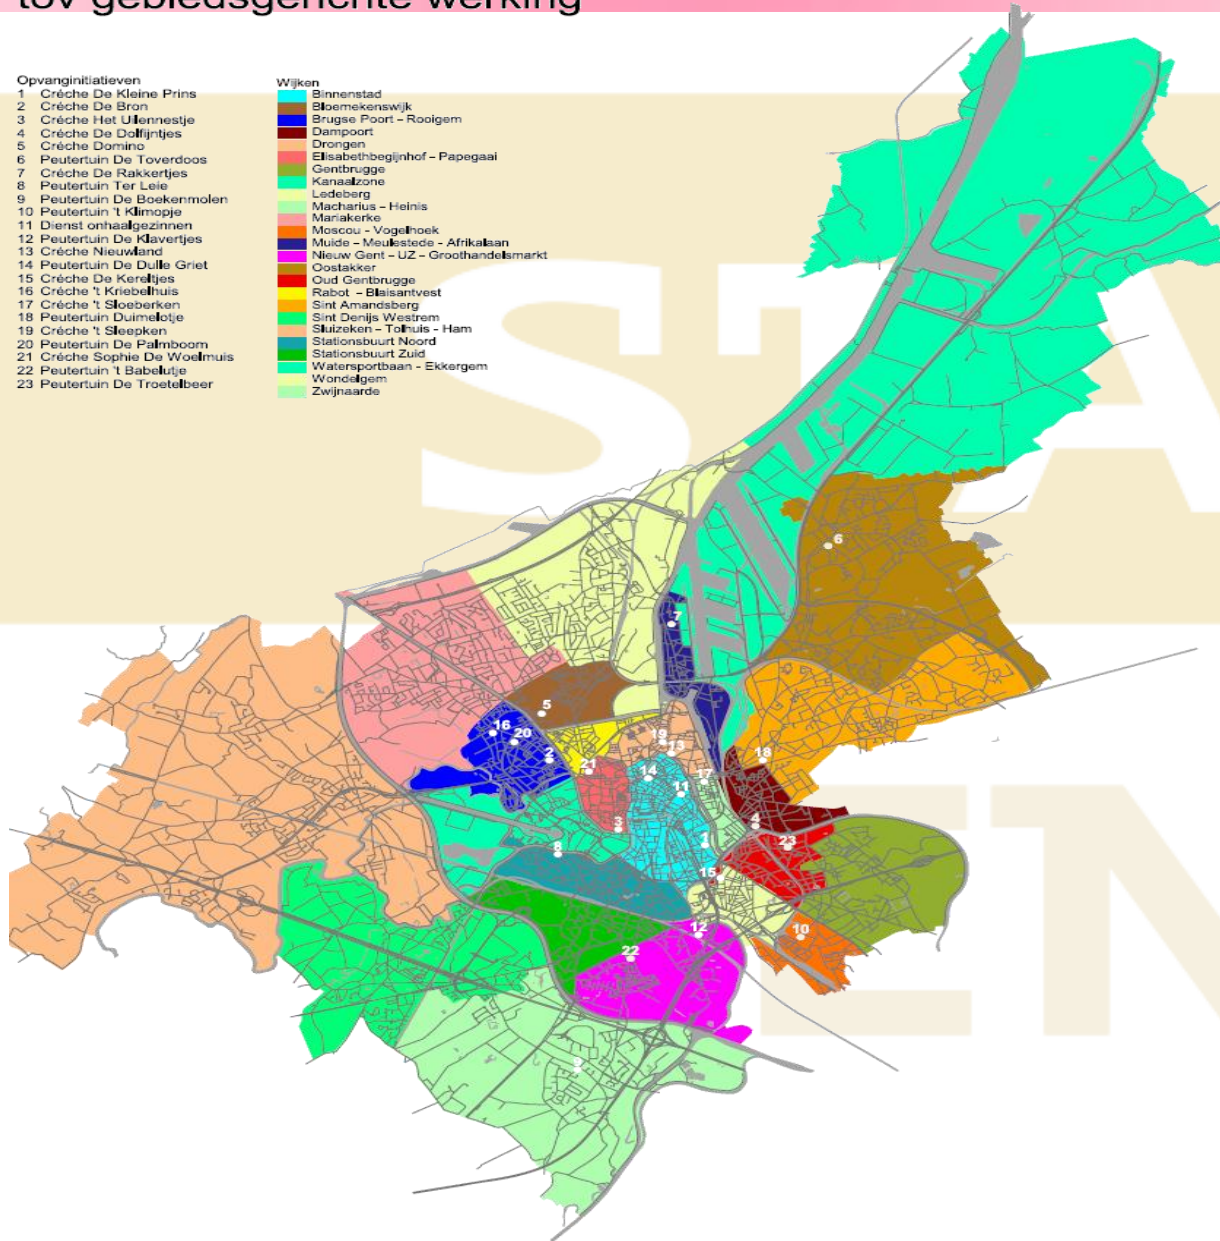 tov gebiedsgerichte werking
Opvanginitiatieven
1 Crèche De Kleine Prins
2 Crèche De Bron
3 Crèche Het Uilennestje
4 Crèche De Dolfijntjes
5 Crèche Domino
6 Peutertuin De Toverdoos
7 Crèche De Rakkertjes
8 Peutertuin Ter Leie
9 Peutertuin De Boekenmolen
10 Peutertuin 't Klimopje
11 Dienst onhaalgezinnen
12 Peutertuin De Klavertjes
13 Crèche Nieuwland
14 Peutertuin De Dulle Griet
15 Crèche De Kereltjes
16 Crèche 't Kriebelhuis
17 Crèche 't Sloeberken
18 Peutertuin Duimelotje
19 Crèche 't Sleepken
20 Peutertuin De Palmboom
21 Crèche Sophie De Woelmuis
22 Peutertuin 't Babelutje
23 Peutertuin De Troetelbeer
Wijken
Binnenstad
Bloemekenswijk
Brugse Poort - Rooigem
Dampoort
Drongen
Elisabethbegijnhof - Papegaai
Gentbrugge
Kanaalzone
Ledeberg
Macharius - Heinis
Mariakerke
Moscou - Vogelhoek
Muide - Meulestede - Afrikalaan
Nieuw Gent - UZ - Groothandelsmarkt
Oostakker
Oud Gentbrugge
Rabot - Blaisantvest
Sint Amandsberg
Sint Denijs Westrem
Sluizeken - Tolhuis - Ham
Stationsbuurt Noord
Stationsbuurt Zuid
Watersportbaan - Ekkergem
Wondelgem
Zwijnaarde
STA
EN
6
7
5
16
20
19
13
2
18
21
14
17
11
3
4
1
23
8
15
12
10
22
9